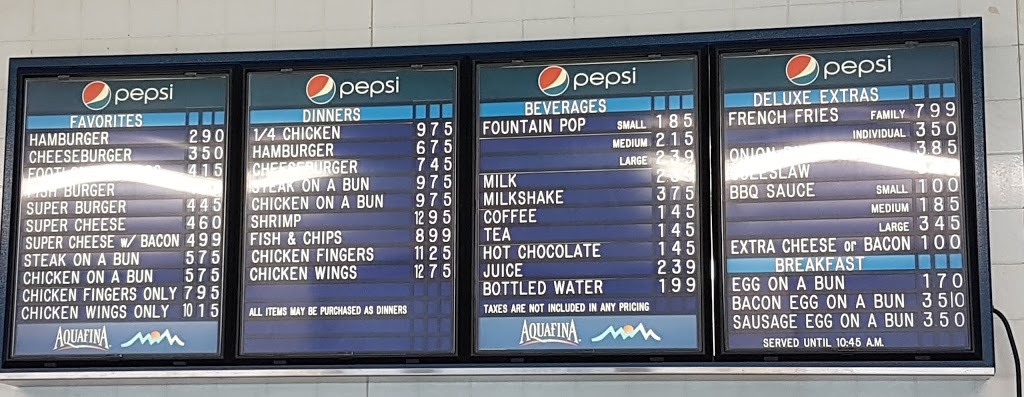 pepsi
FAVORITES
HAMBURGER 290
CHEESEBURGER 350
415
BURGER
SUPER BURGER 445
SUPER CHEESE 460
SUPER CHEESE W/ BACON 499
STEAK ON A BUN 575
CHICKEN ON A BUN 575
CHICKEN FINGERS ONLY 795
CHICKEN WINGS ONLY 1015
AQUAFINA
pepsi
DINNERS
1/4 CHICKEN 975
HAMBURGER 675
CHEESEBURGER 745
STEAK ON A BUN 975
CHICKEN ON A BUN 975
SHRIMP 1295
FISH & CHIPS 899
CHICKEN FINGERS 1125
CHICKEN WINGS 1275
ALL ITEMS MAY BE PURCHASED AS DINNERS
pepsi
BEVERAGES
FOUNTAIN POP SMALL 185
MEDIUM 215
LARGE 239
MILK
MILKSHAKE 375
COFFEE 145
TEA 145
HOT CHOCOLATE 145
JUICE 239
BOTTLED WATER 199
TAXES ARE NOT INCLUDED IN ANY PRICING
AQUAFINA
pepsi
DELUXE EXTRAS
FRENCH FRIES FAMILY 799
INDIVIDUAL 350
ONION 385
COLESLAW
BBQ SAUCE SMALL 100
MEDIUM 185
LARGE 345
EXTRA CHEESE or BACON 100
BREAKFAST
EGG ON A BUN 170
BACON EGG ON A BUN 350
SAUSAGE EGG ON A BUN 350
SERVED UNTIL 10:45 A.M.